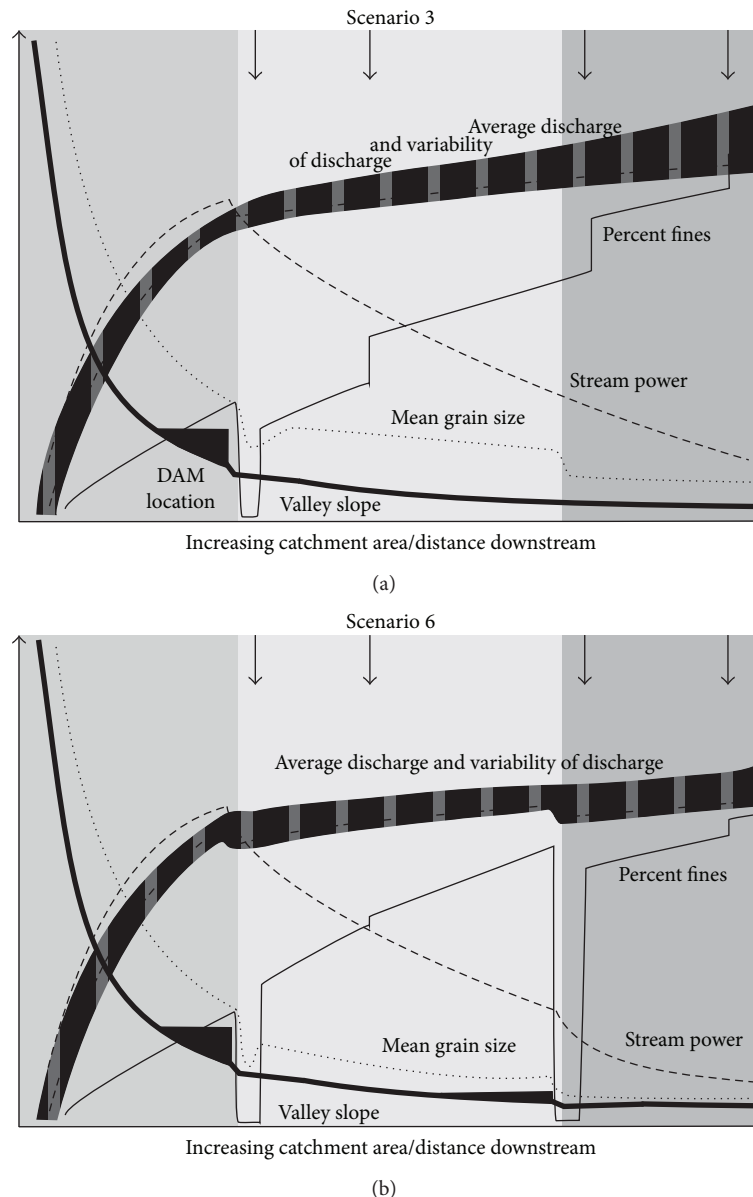 Scenario 3
Average discharge
and variability
of discharge
Percent fines
Stream power
Mean grain size
DAM
location
Valley slope
Increasing catchment area/distance downstream
(a)
Scenario 6
Average discharge and variability of discharge
Percent fines
Stream power
Mean grain size
Valley slope
Increasing catchment area/distance downstream
(b)